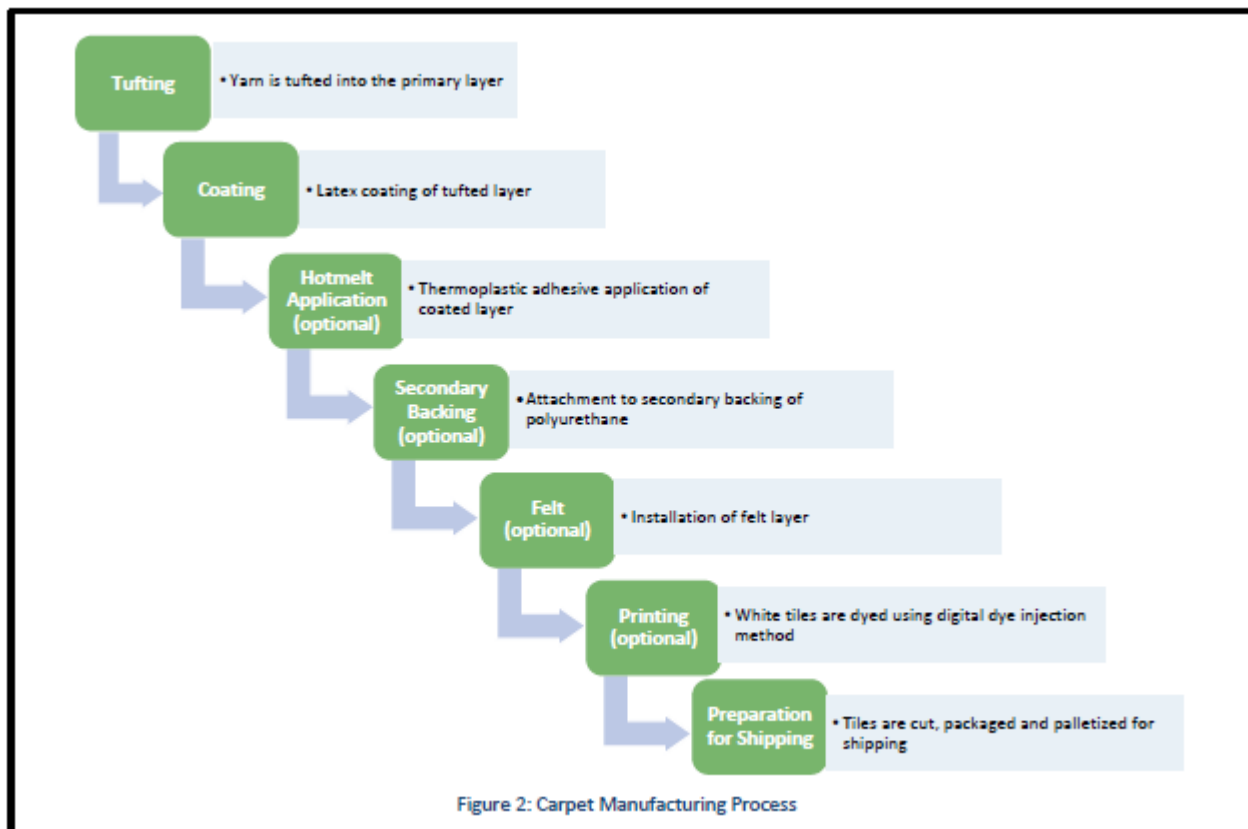 Tufting
• Yarn is tufted into the primary layer
Coating
• Latex coating of tufted layer
Hotmelt
Application
(optional)
• Thermoplastic adhesive application of
coated layer
Secondary
Backing
(optional)
• Attachment to secondary backing of
polyurethane
Felt
(optional)
• Installation of felt layer
Printing
(optional)
• White tiles are dyed using digital dye injection
method
Preparation
for Shipping
• Tiles are cut, packaged and palletized for
shipping
Figure 2: Carpet Manufacturing Process